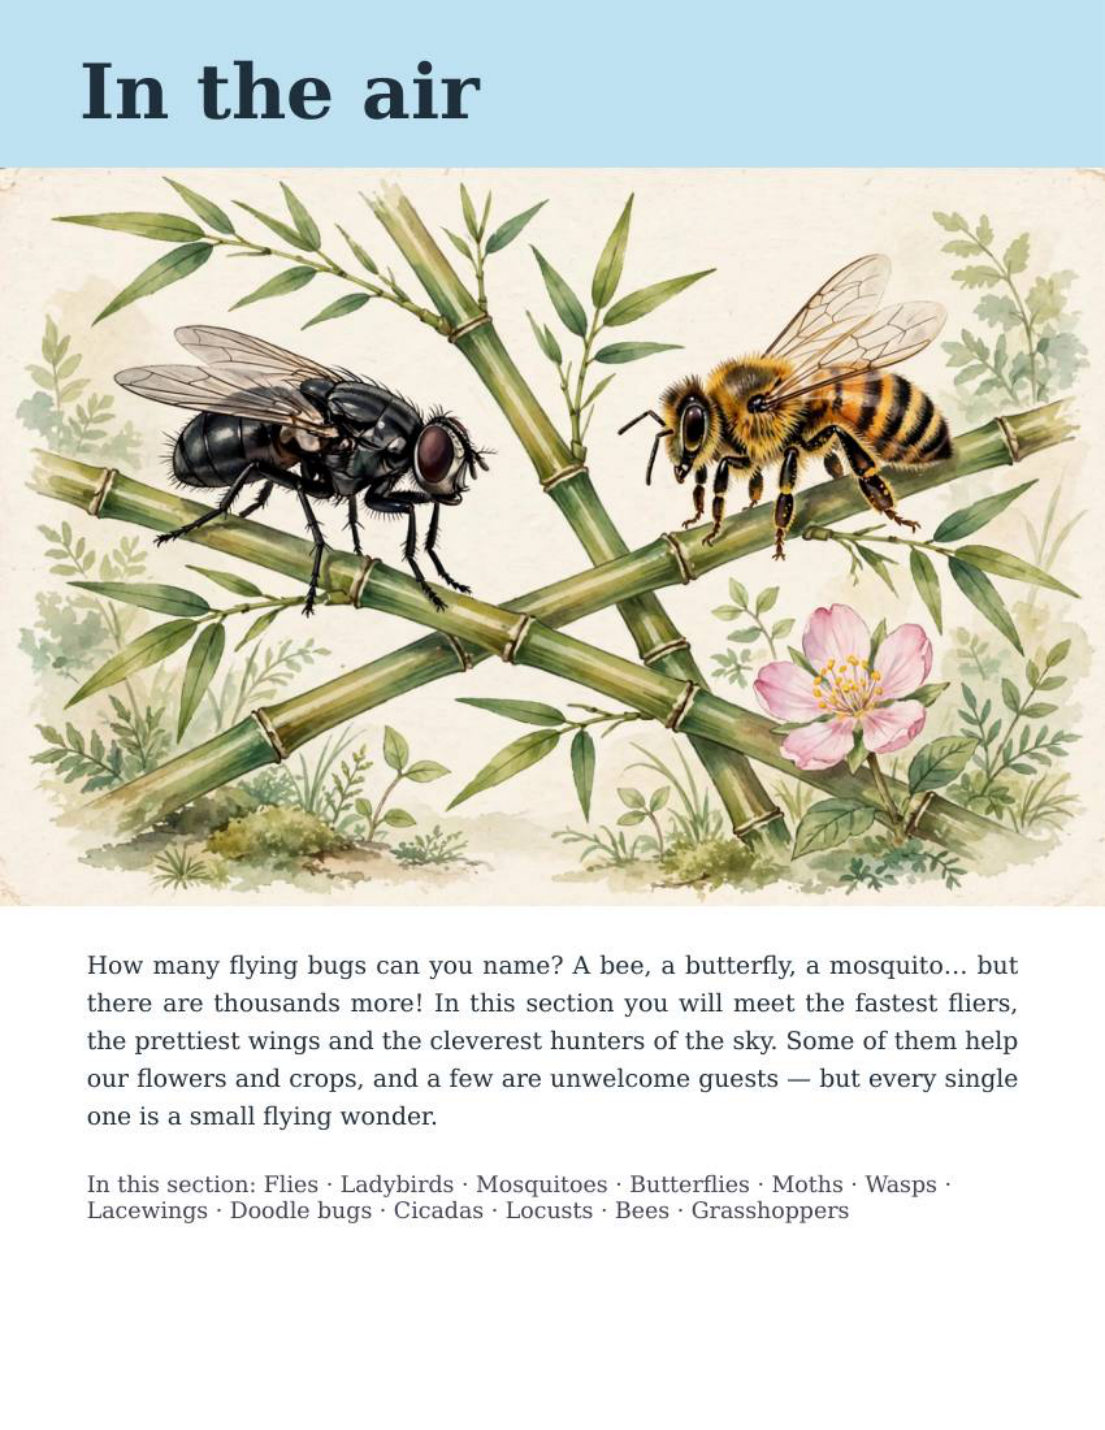 In the air
How many flying bugs can you name? A bee, a butterfly, a mosquito... but
there are thousands more! In this section you will meet the fastest fliers,
the prettiest wings and the cleverest hunters of the sky. Some of them help
our flowers and crops, and a few are unwelcome guests — but every single
one is a small flying wonder.
In this section: Flies · Ladybirds · Mosquitoes · Butterflies · Moths · Wasps ·
Lacewings · Doodle bugs · Cicadas · Locusts · Bees · Grasshoppers